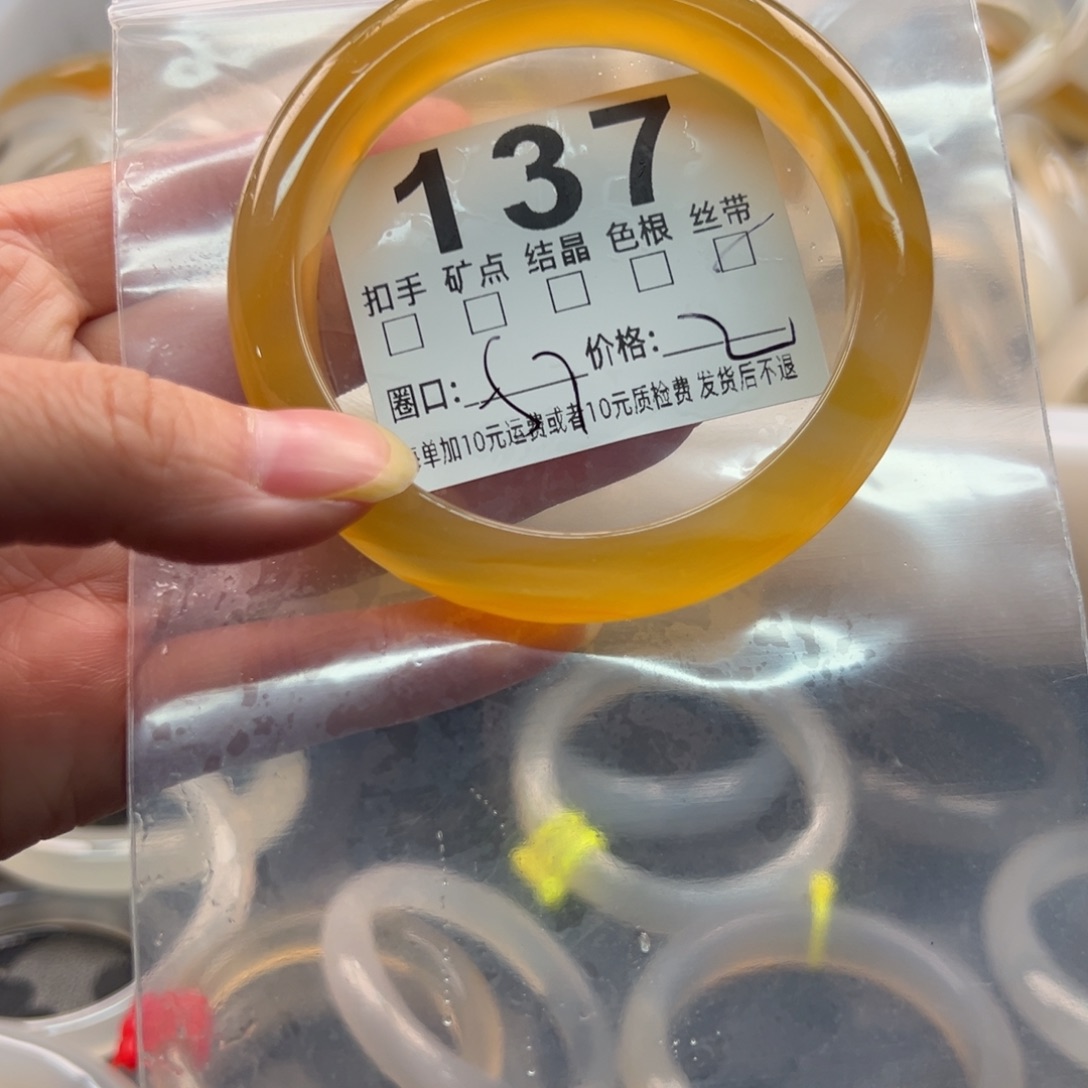 137
扣手 矿点 结晶 色根 丝带
圈口: 价格:
单加10元运费或者10元质检费 发货后不退